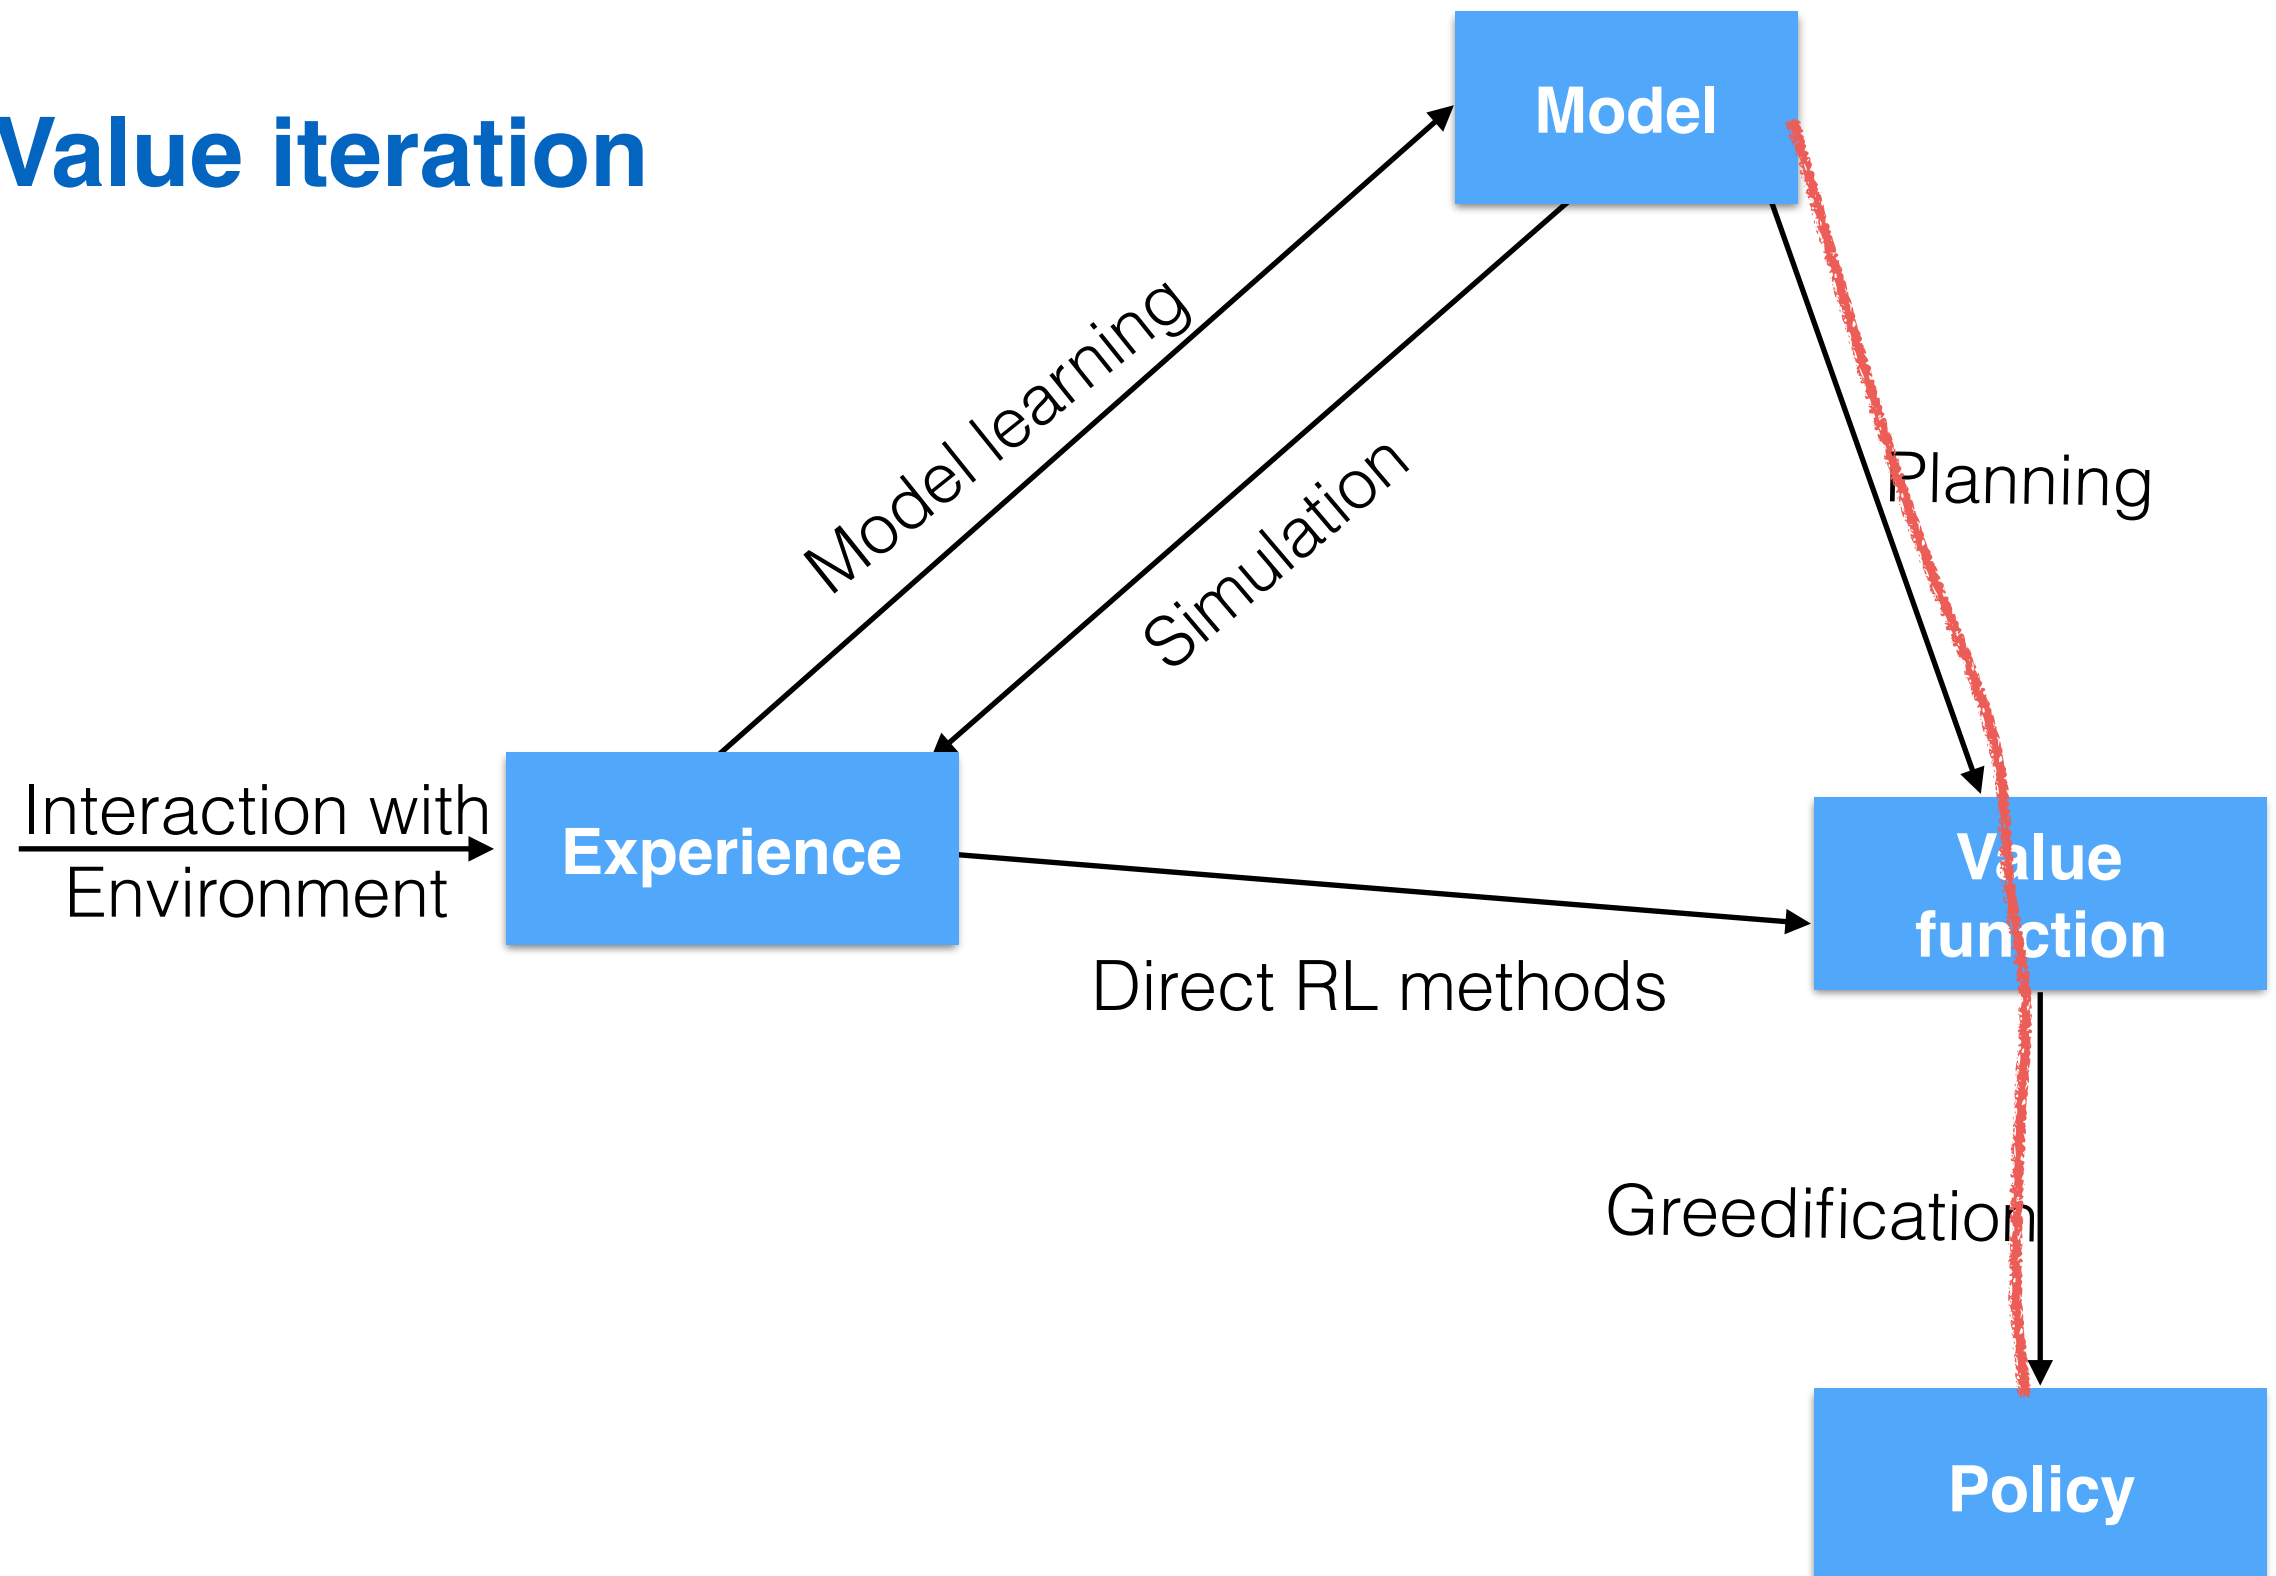 Value iteration
Model
Model learning
Simulation
Planning
Interaction with
Environment
Experience
Value
function
Direct RL methods
Greedification
Policy